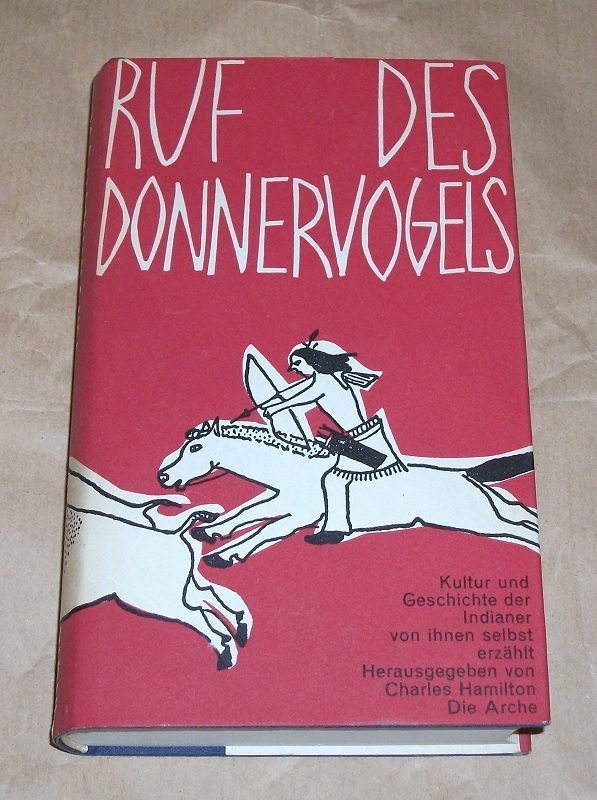 RUF DES
DONNERVOGELS
Kultur und
Geschichte der
Indianer
von ihnen selbst
erzählt
Herausgegeben von
Charles Hamilton
Die Arche